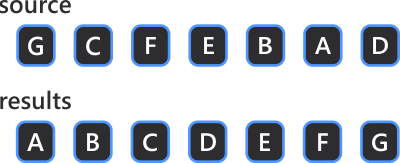 source
G C F E B A D
results
A B C D E F G